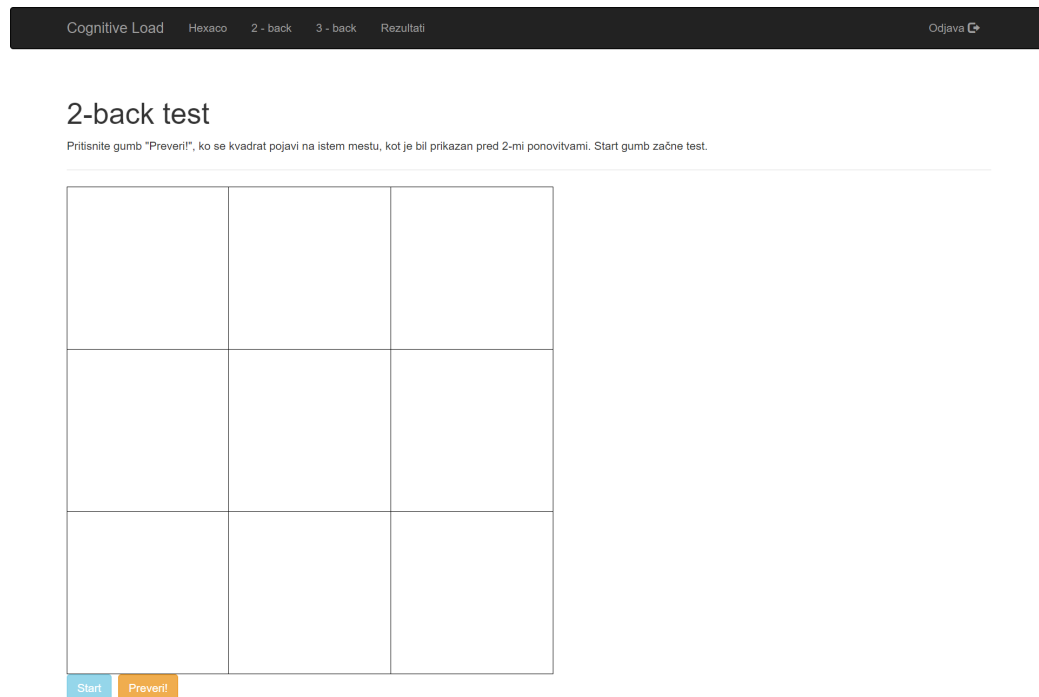 Cognitive Load Hexaco 2 - back 3 - back Rezultati Odjava
2-back test
Pritisnite gumb "Preveri!", ko se kvadrat pojavi na istem mestu, kot je bil prikazan pred 2-mi ponovitvami. Start gumb začne test.
Start Preveri!